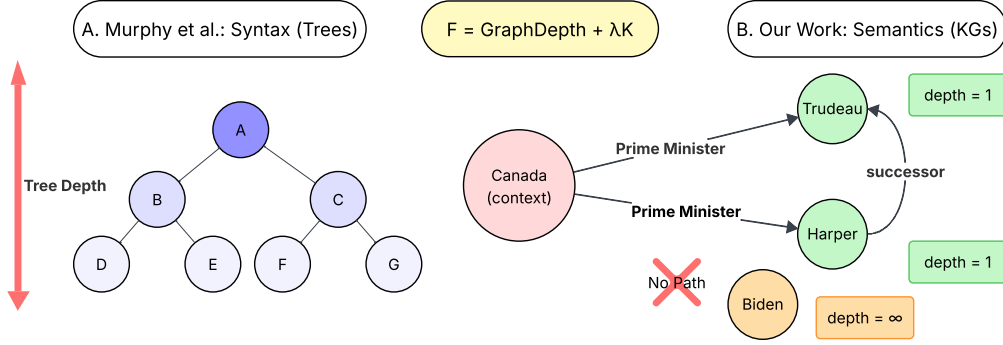 A. Murphy et al.: Syntax (Trees)
F = GraphDepth + λK
B. Our Work: Semantics (KGs)
Tree Depth
A
B
C
D
E
F
G
Canada
(context)
Prime Minister
Prime Minister
Trudeau
depth = 1
successor
Harper
depth = 1
No Path
Biden
depth = ∞